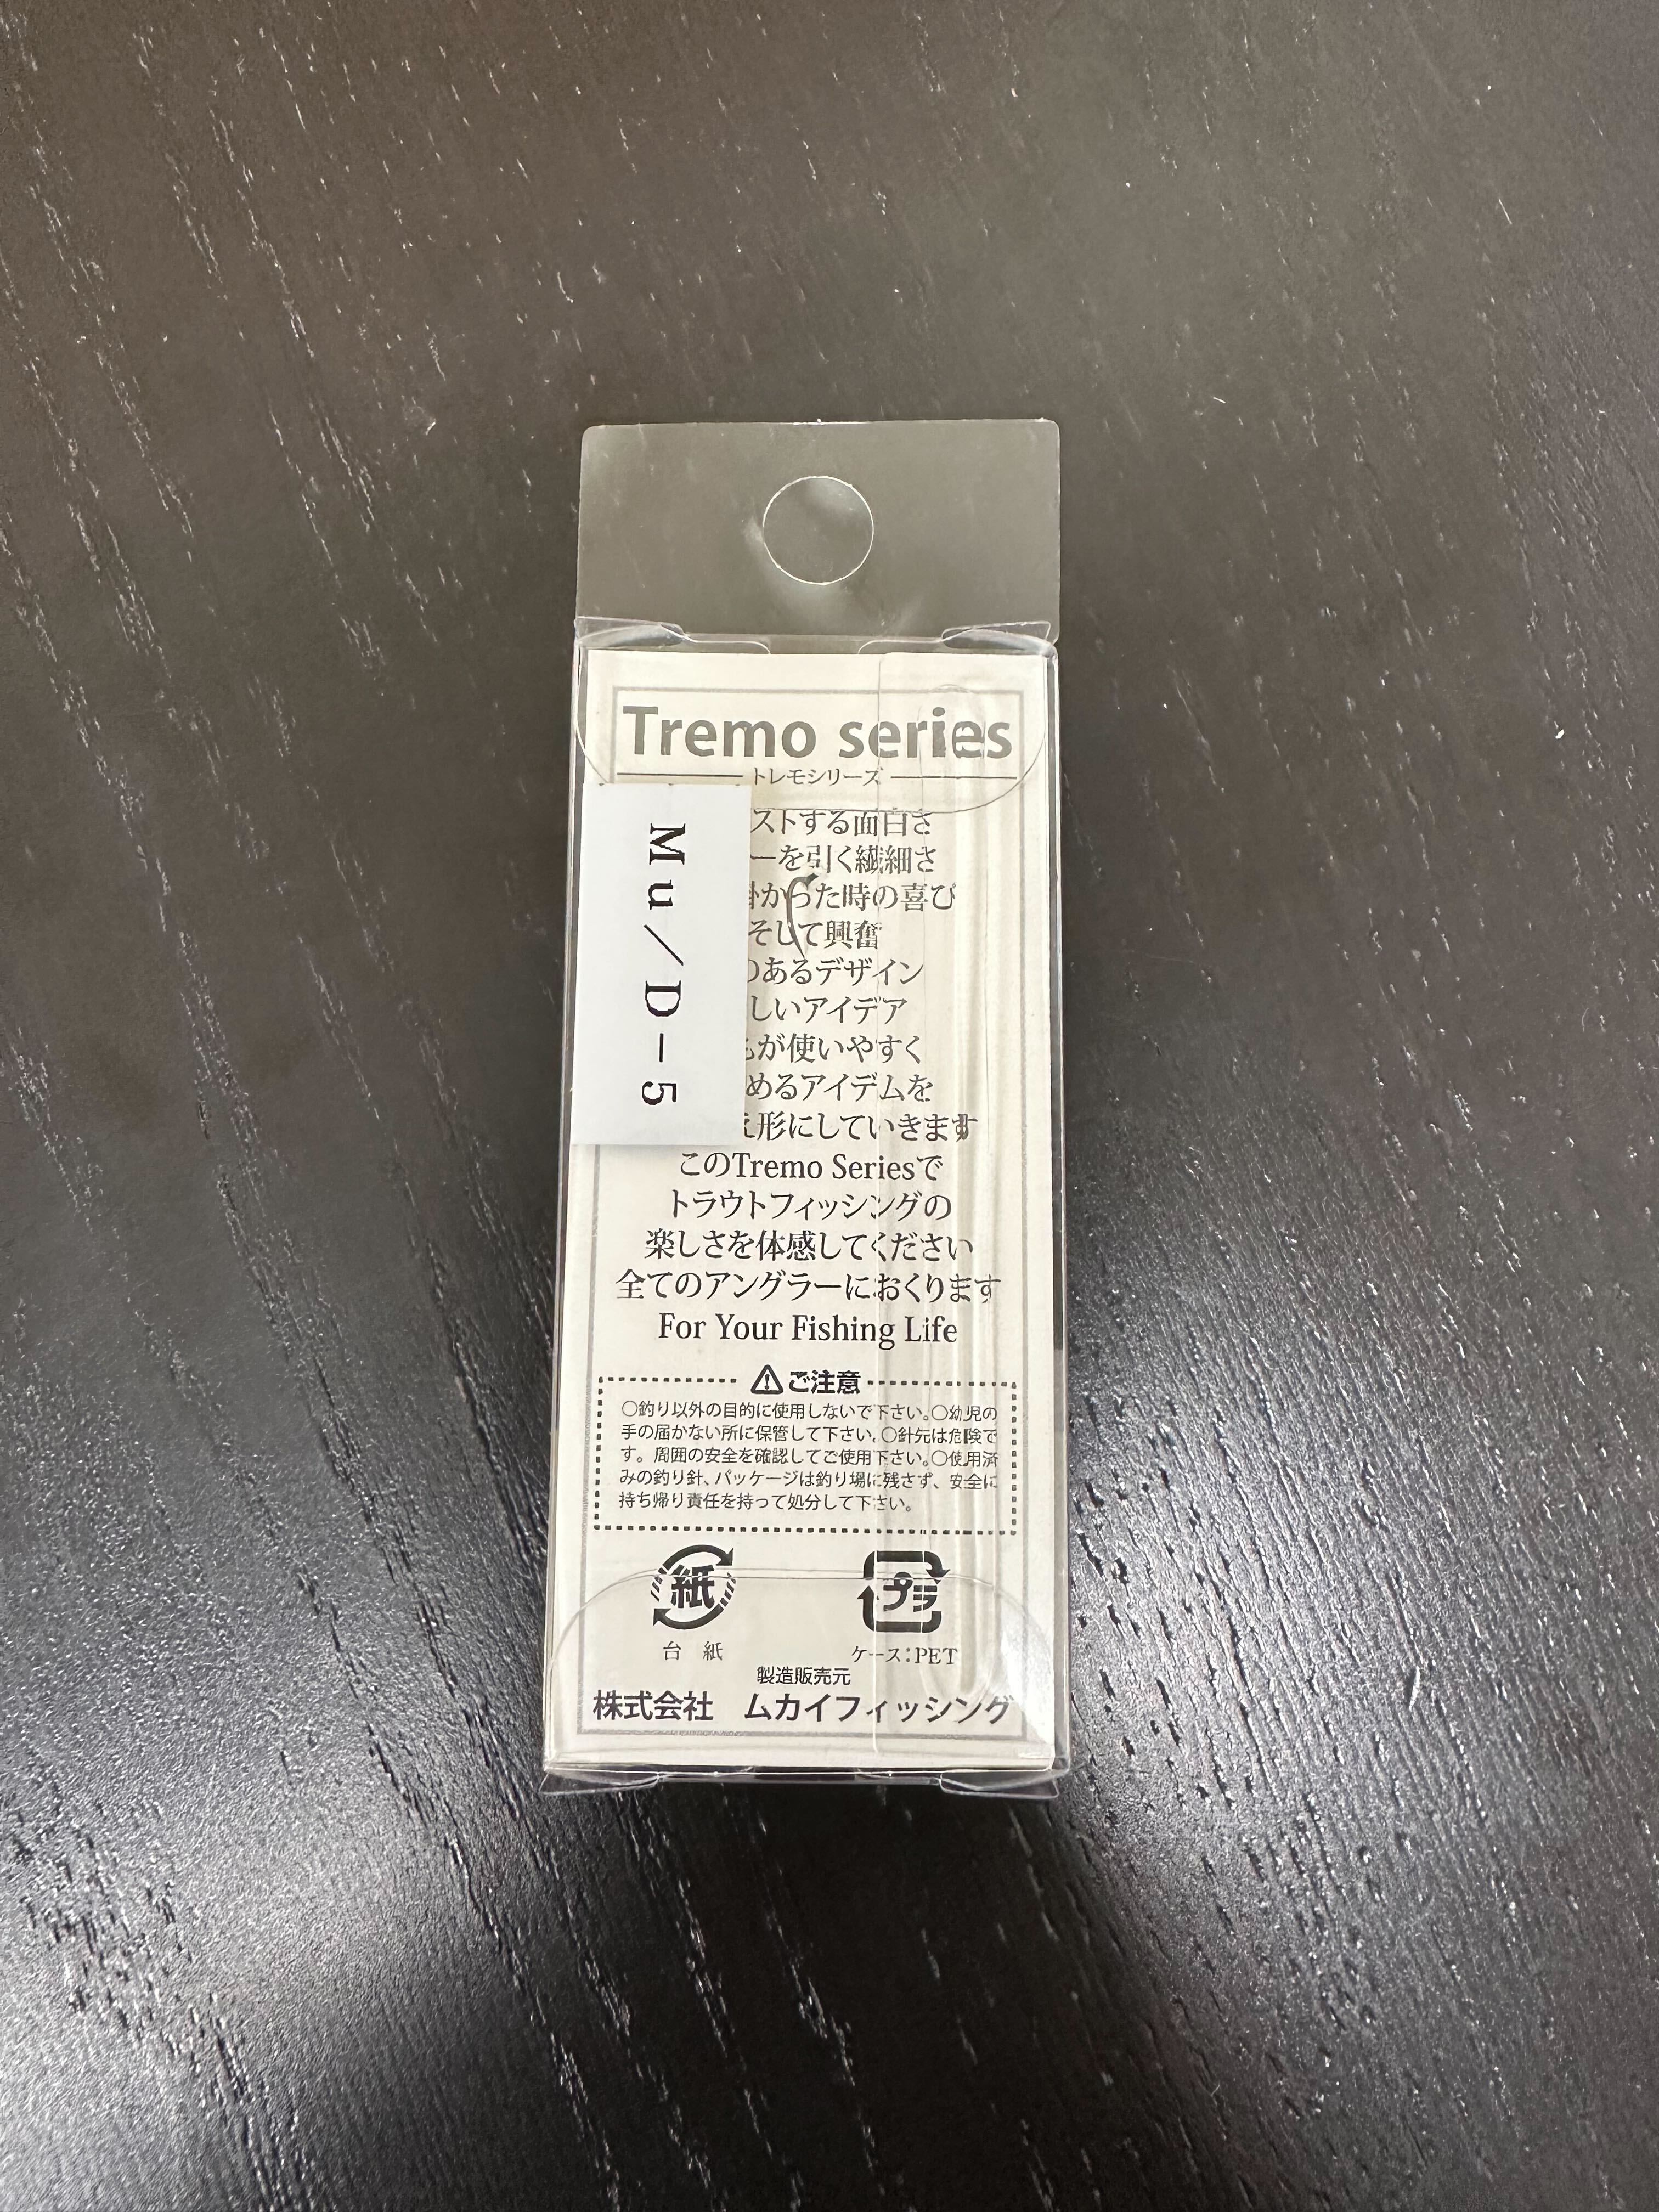 Tremo series
トレモシリーズ
Mu/D-5
ストする面白さ
ーを引く繊細さ
掛かった時の喜び
そして興奮
のあるデザイン
しいアイデア
もが使いやすく
めるアイデムを
え形にしていきます
このTremo Seriesで
トラウトフィッシングの
楽しさを体感してください
全てのアングラーにおくります
For Your Fishing Life
ご注意
○釣り以外の目的に使用しないで下さい。○幼児の
手の届かない所に保管して下さい。○針先は危険で
す。周囲の安全を確認してご使用下さい。○使用済
みの釣り針、パッケージは釣り場に残さず、安全に
持ち帰り責任を持って処分して下さい。
紙
プラ
台 紙
ケース:PET
製造販売元
株式会社 ムカイフィッシング